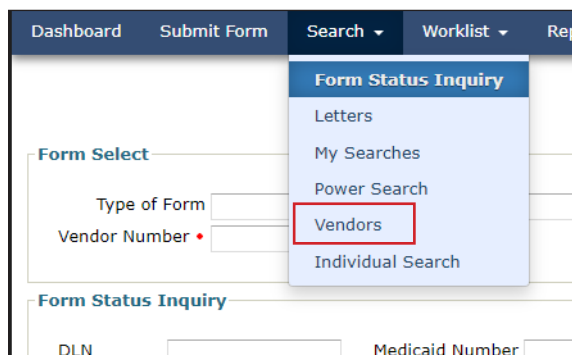 Dashboard Submit Form Search Worklist
Form Status Inquiry
Letters
My Searches
Form Select
Power Search
Type of Form
Vendors
Vendor Number
Individual Search
Form Status Inquiry
DLN Medicaid Number